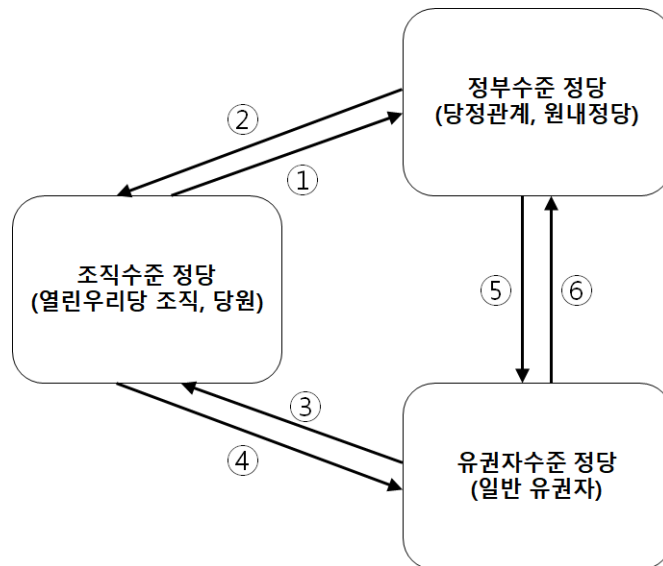 정부수준 정당
(당정관계, 원내정당)
②
①
조직수준 정당
(열린우리당 조직, 당원)
⑤
⑥
③
④
유권자수준 정당
(일반 유권자)